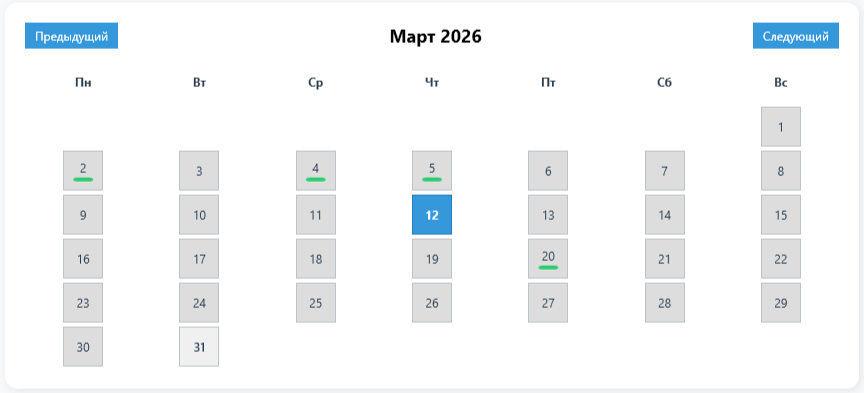 Предыдущий Март 2026 Следующий
Пн Вт Ср Чт Пт Сб Вс
1
2 3 4 5 6 7 8
9 10 11 12 13 14 15
16 17 18 19 20 21 22
23 24 25 26 27 28 29
30 31